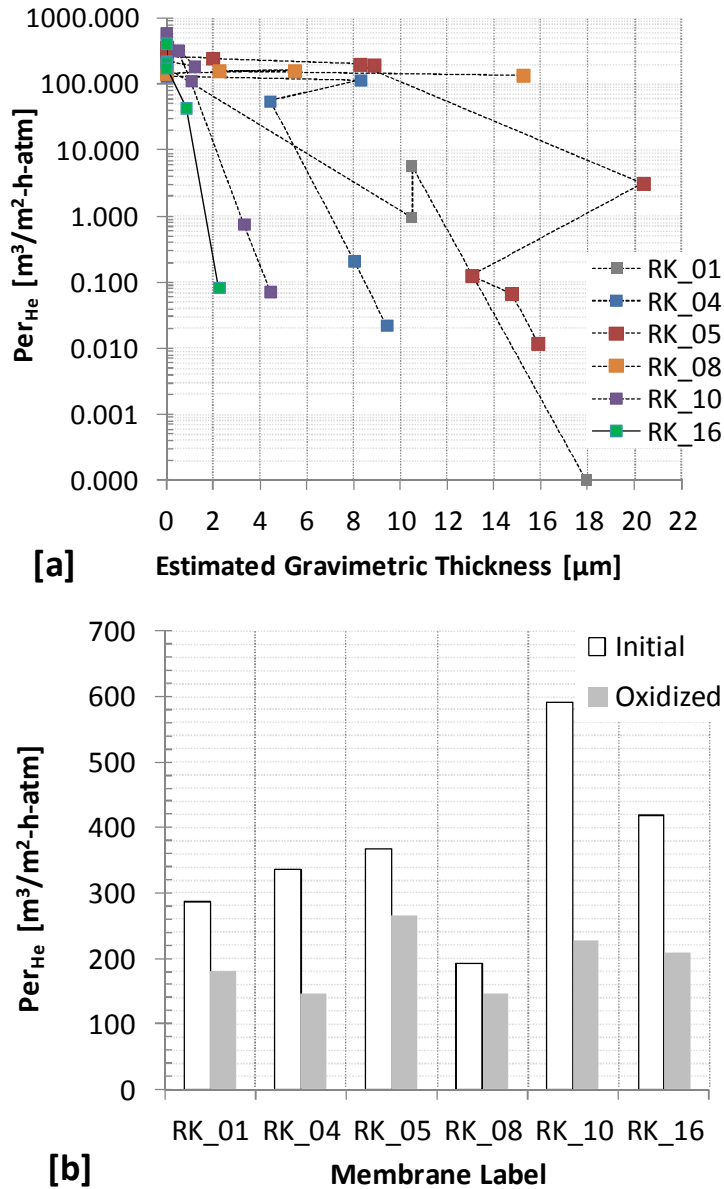 1000.000
100.000
10.000
1.000
0.100
0.010
0.001
0.000
Per_He [m³/m²-h-atm]
RK_01
RK_04
RK_05
RK_08
RK_10
RK_16
0 2 4 6 8 10 12 14 16 18 20 22
[a] Estimated Gravimetric Thickness [µm]
700
600
500
400
300
200
100
0
Per_He [m³/m²-h-atm]
Initial
Oxidized
RK_01 RK_04 RK_05 RK_08 RK_10 RK_16
[b] Membrane Label